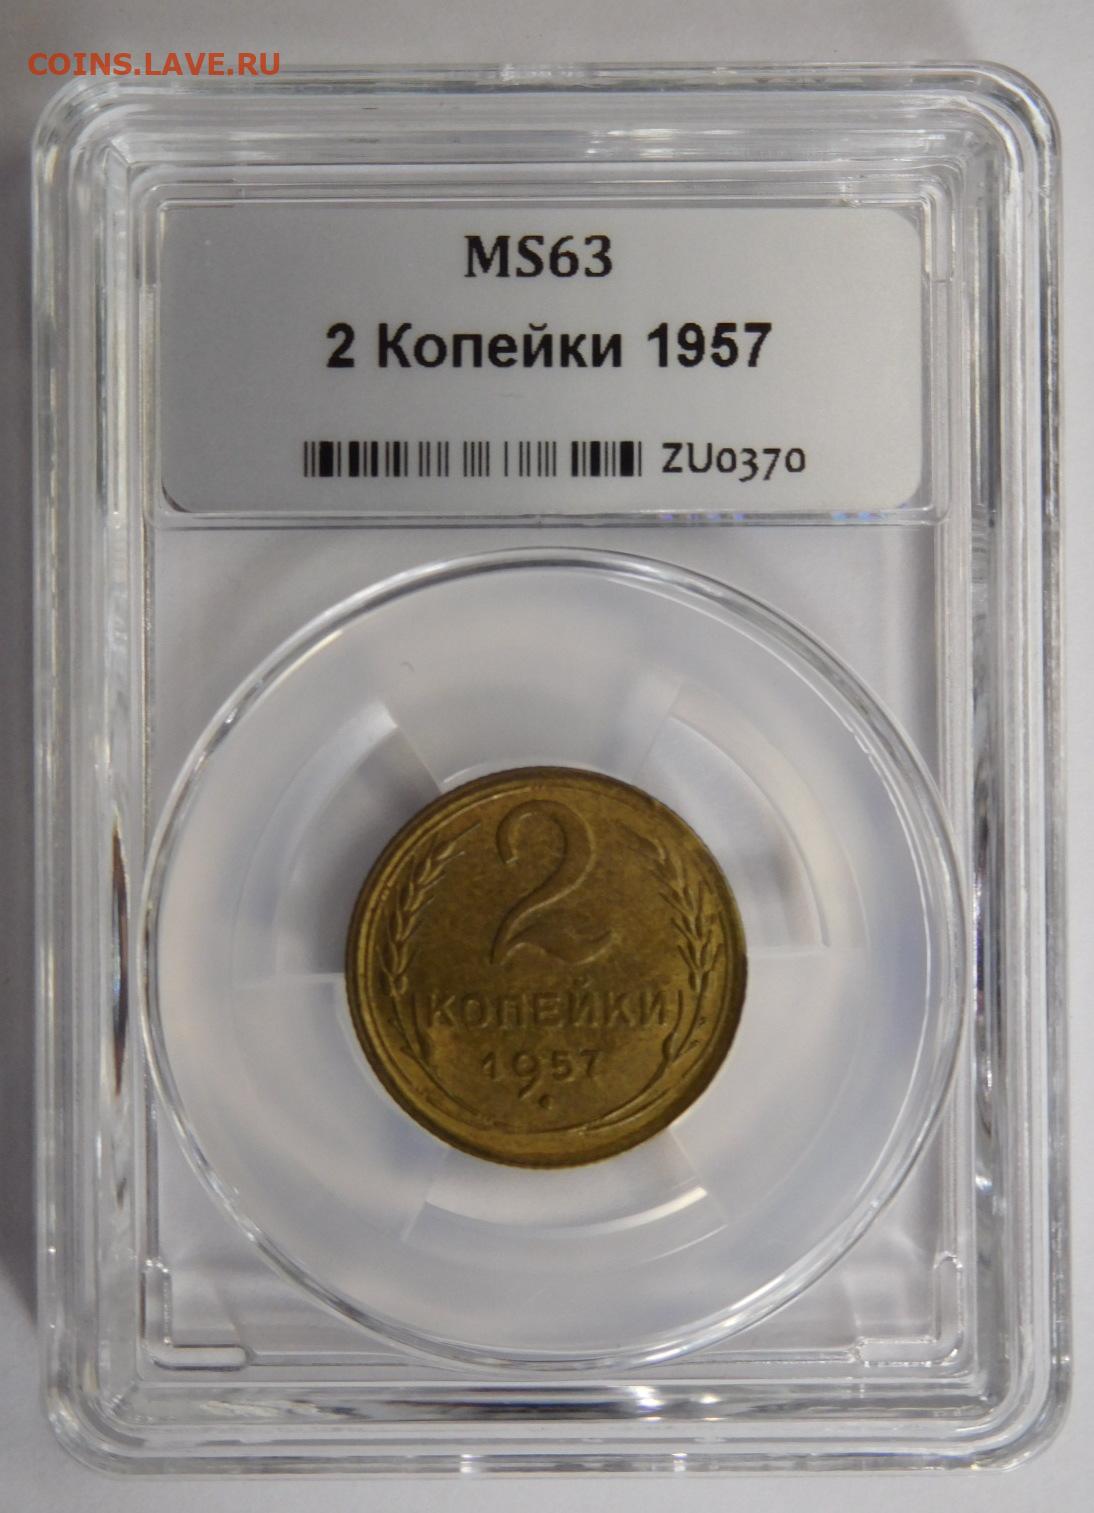 COINS.LAVE.RU
MS63
2 Копейки 1957
ZU0370
2
КОПЕЙКИ
1957